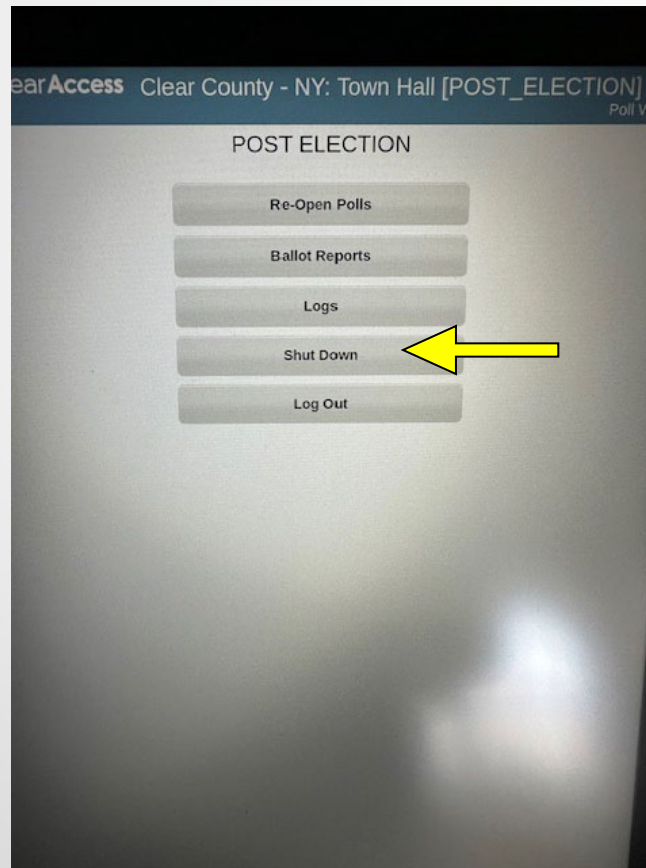 earAccess Clear County - NY: Town Hall [POST_ELECTION]
Poll
POST ELECTION
Re-Open Polls
Ballot Reports
Logs
Shut Down
Log Out